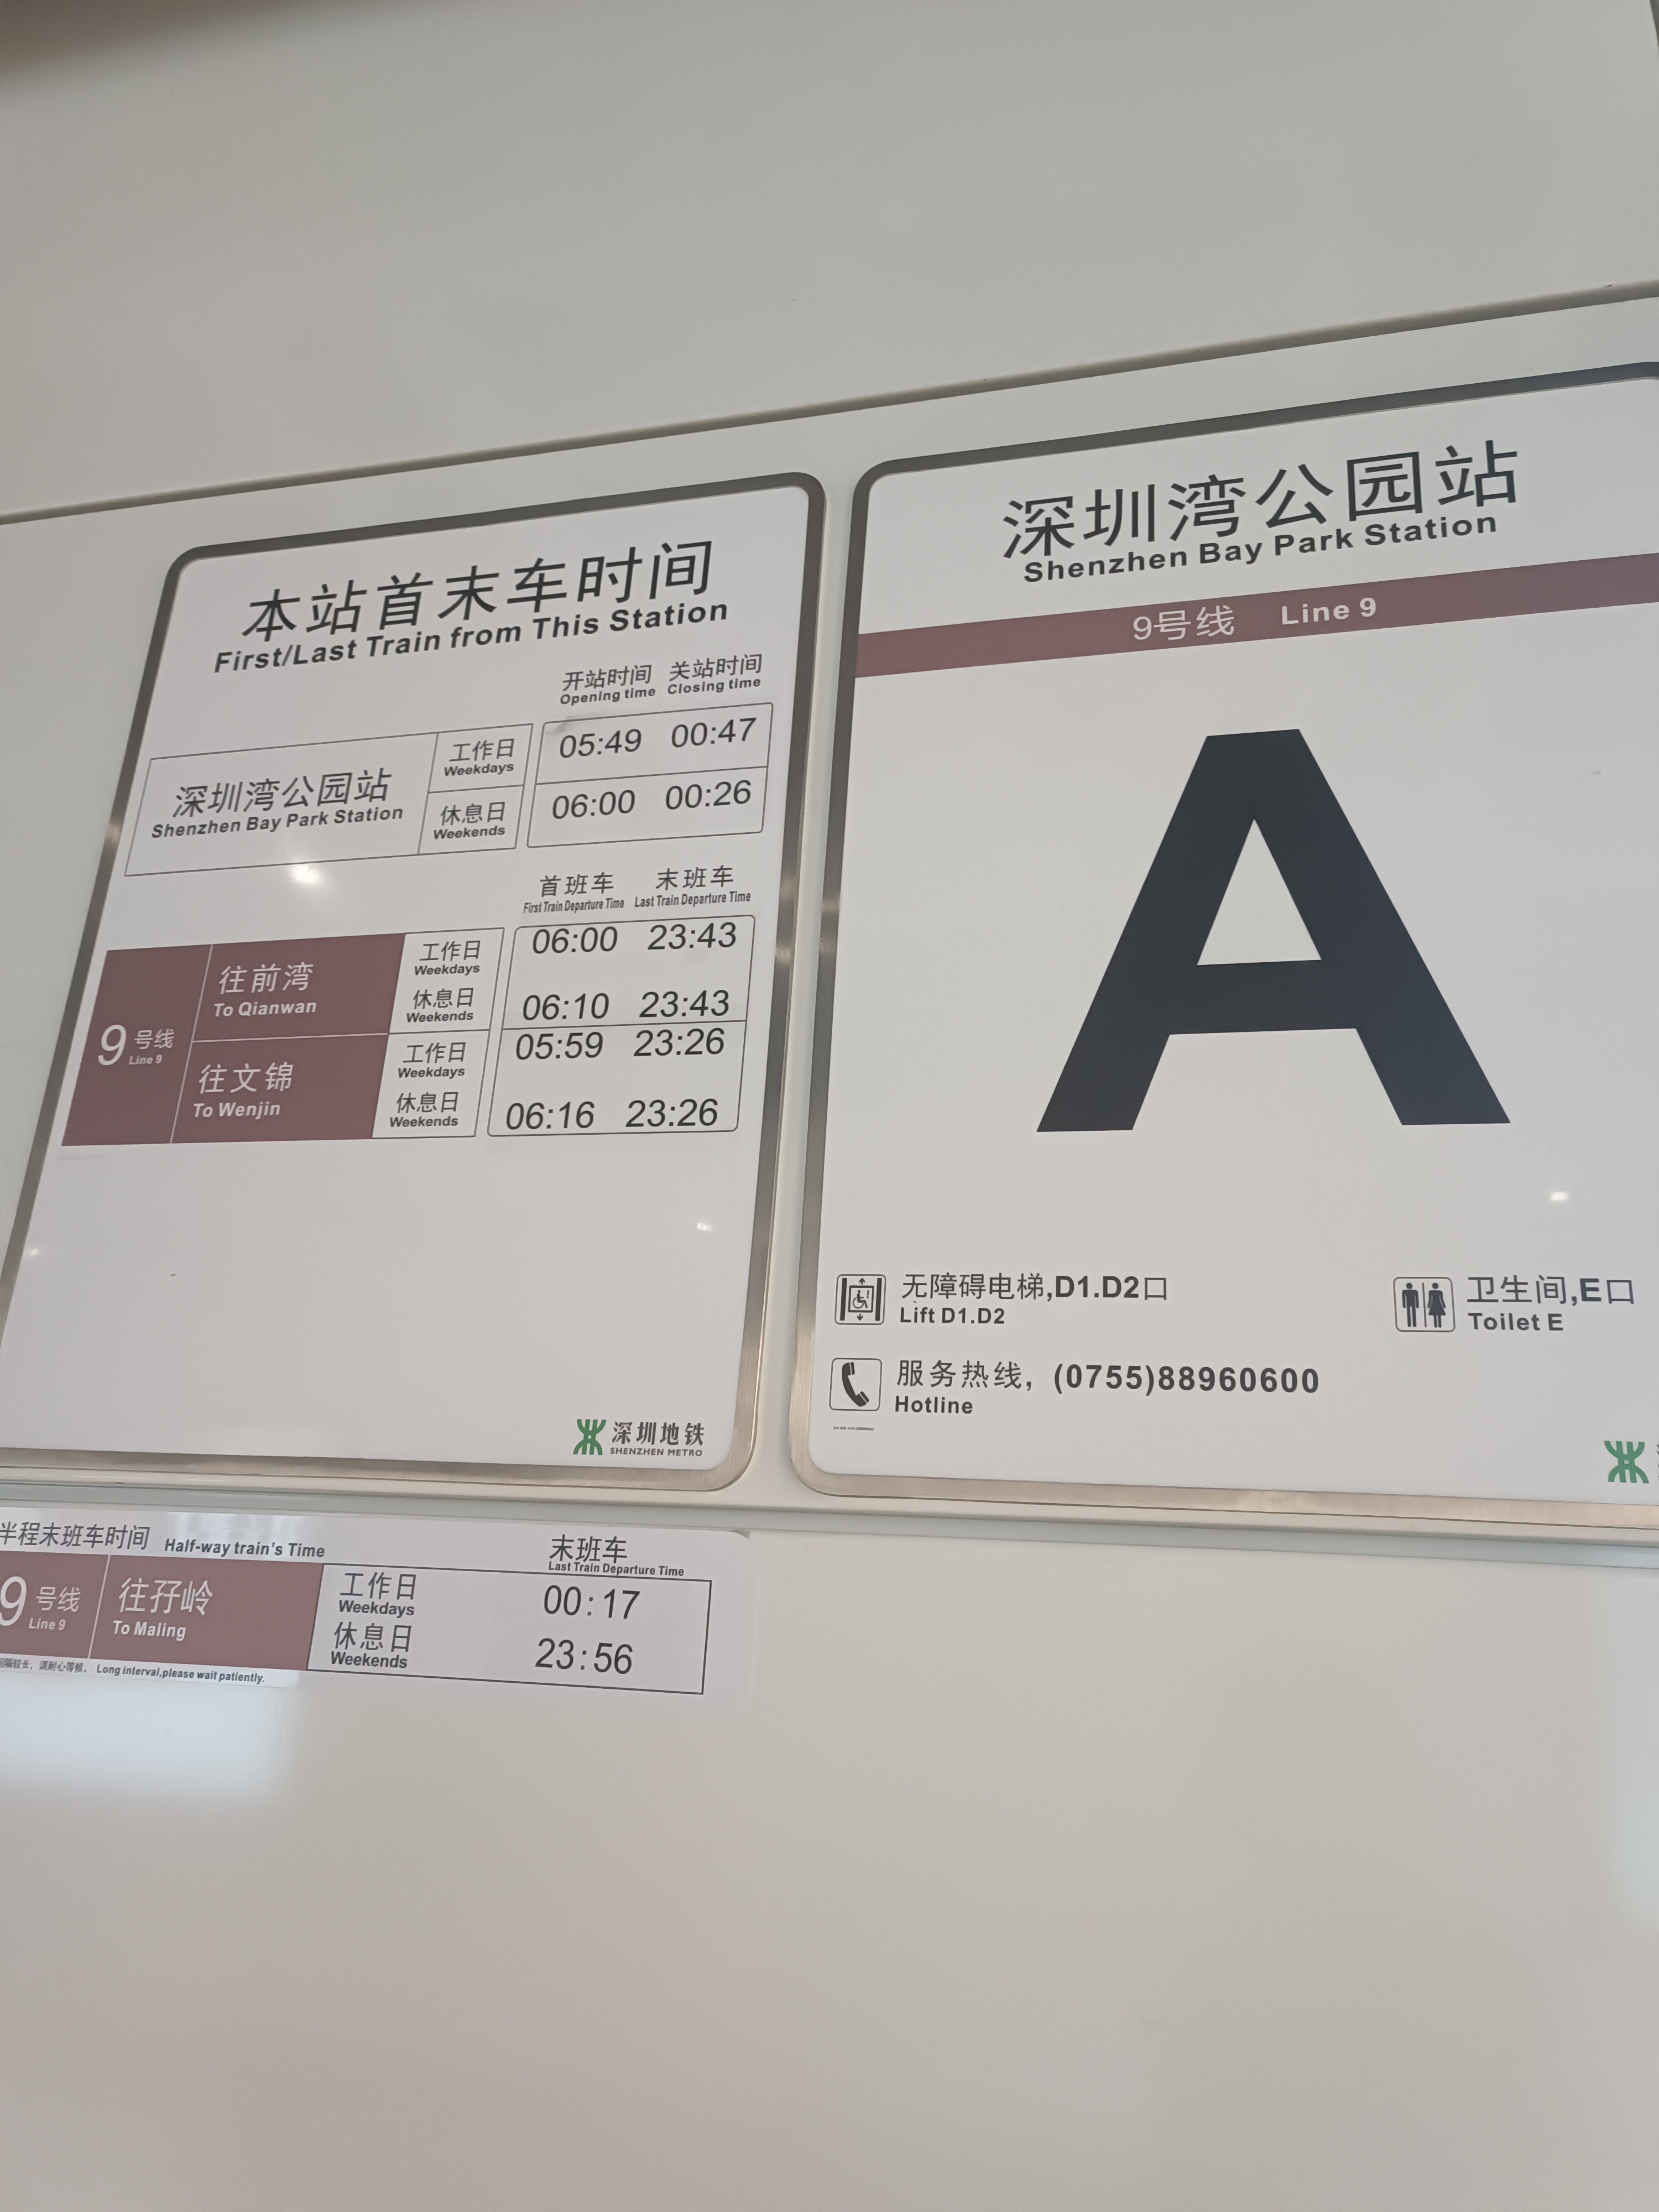 本站首末车时间
First/Last Train from This Station
开站时间 关站时间
Opening time Closing time
深圳湾公园站
Shenzhen Bay Park Station
工作日
Weekdays
05:49 00:47
休息日
Weekends
06:00 00:26
首班车 末班车
First Train Departure Time Last Train Departure Time
9号线
Line 9
往前湾
To Qianwan
工作日
Weekdays
06:00 23:43
休息日
Weekends
06:10 23:43
往文锦
To Wenjin
工作日
Weekdays
05:59 23:26
休息日
Weekends
06:16 23:26
深圳地铁
SHENZHEN METRO
深圳湾公园站
Shenzhen Bay Park Station
9号线 Line 9
A
无障碍电梯,D1.D2口
Lift D1.D2
卫生间,E口
Toilet E
服务热线, (0755)88960600
Hotline
半程末班车时间 Half-way train's Time
末班车
Last Train Departure Time
9号线
Line 9
往孖岭
To Maling
工作日
Weekdays
00:17
休息日
Weekends
23:56
间隔较长，请耐心等候。 Long interval,please wait patiently.